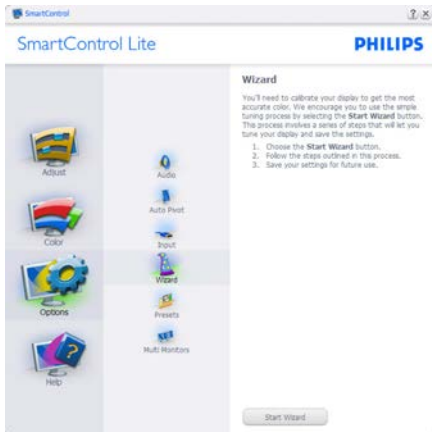 SmartControl
? X
SmartControl Lite
PHILIPS
Adjust
Color
Options
Help
Audio
Auto Pivot
Input
Wizard
Presets
Multi Monitors
Wizard
You'll need to calibrate your display to get the most
accurate color. We encourage you to use the simple
tuning process by selecting the Start Wizard button.
This process involves a series of steps that will let you
tune your display and save the settings.
1. Choose the Start Wizard button.
2. Follow the steps outlined in this process.
3. Save your settings for future use.
Start Wizard